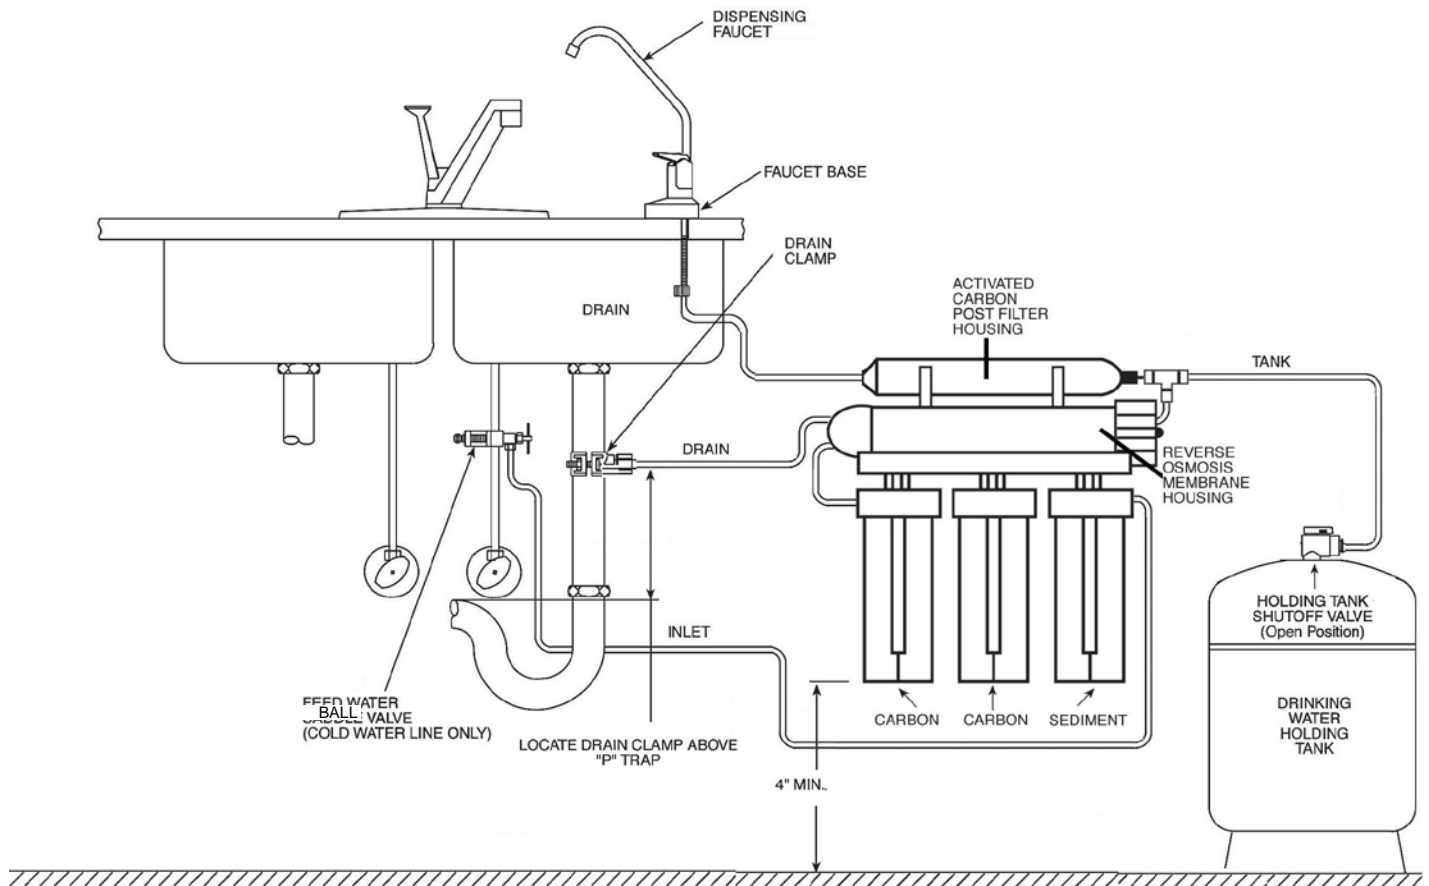 DISPENSING
FAUCET
FAUCET BASE
DRAIN
CLAMP
DRAIN
ACTIVATED
CARBON
POST FILTER
HOUSING
TANK
DRAIN
REVERSE
OSMOSIS
MEMBRANE
HOUSING
HOLDING TANK
SHUTOFF VALVE
(Open Position)
INLET
FEED WATER
BALL VALVE
(COLD WATER LINE ONLY)
CARBON
CARBON
SEDIMENT
DRINKING
WATER
HOLDING
TANK
LOCATE DRAIN CLAMP ABOVE
"P" TRAP
4" MIN.